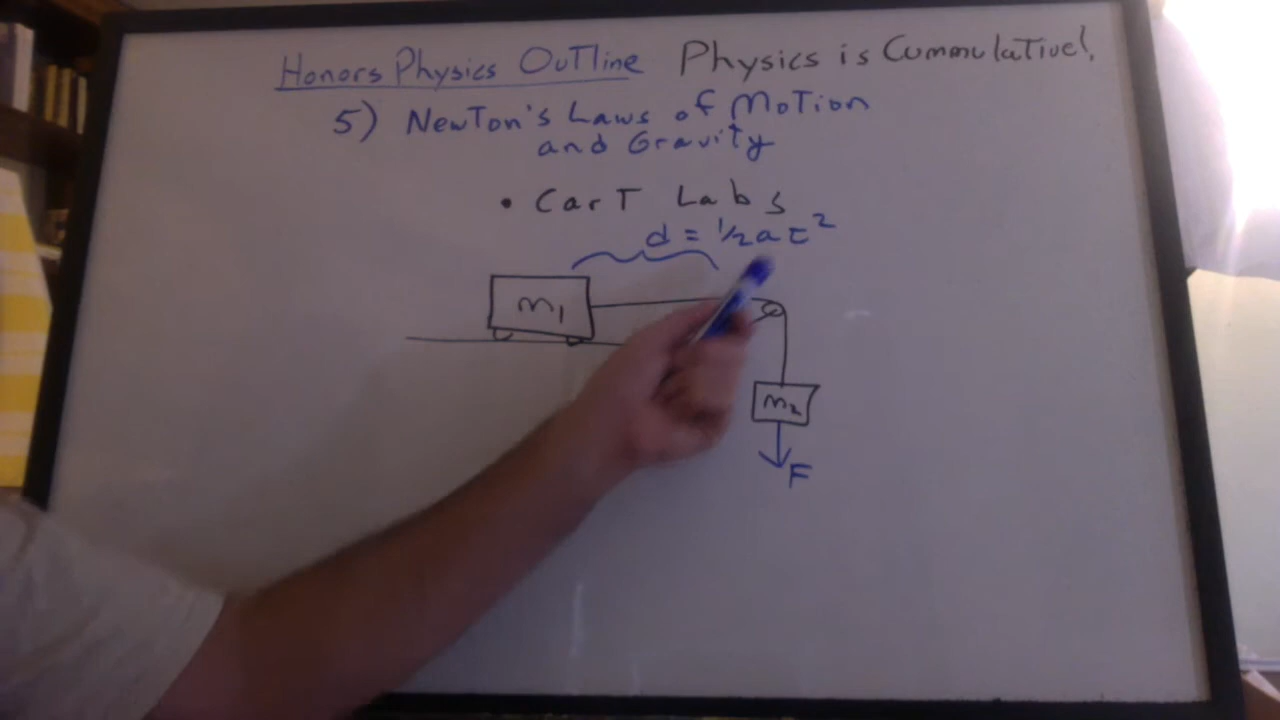 Honors Physics Outline Physics is Cummulative!
5) Newton's Laws of Motion
and Gravity
• Cart Labs
d = ½at²
m₁
m₂
F